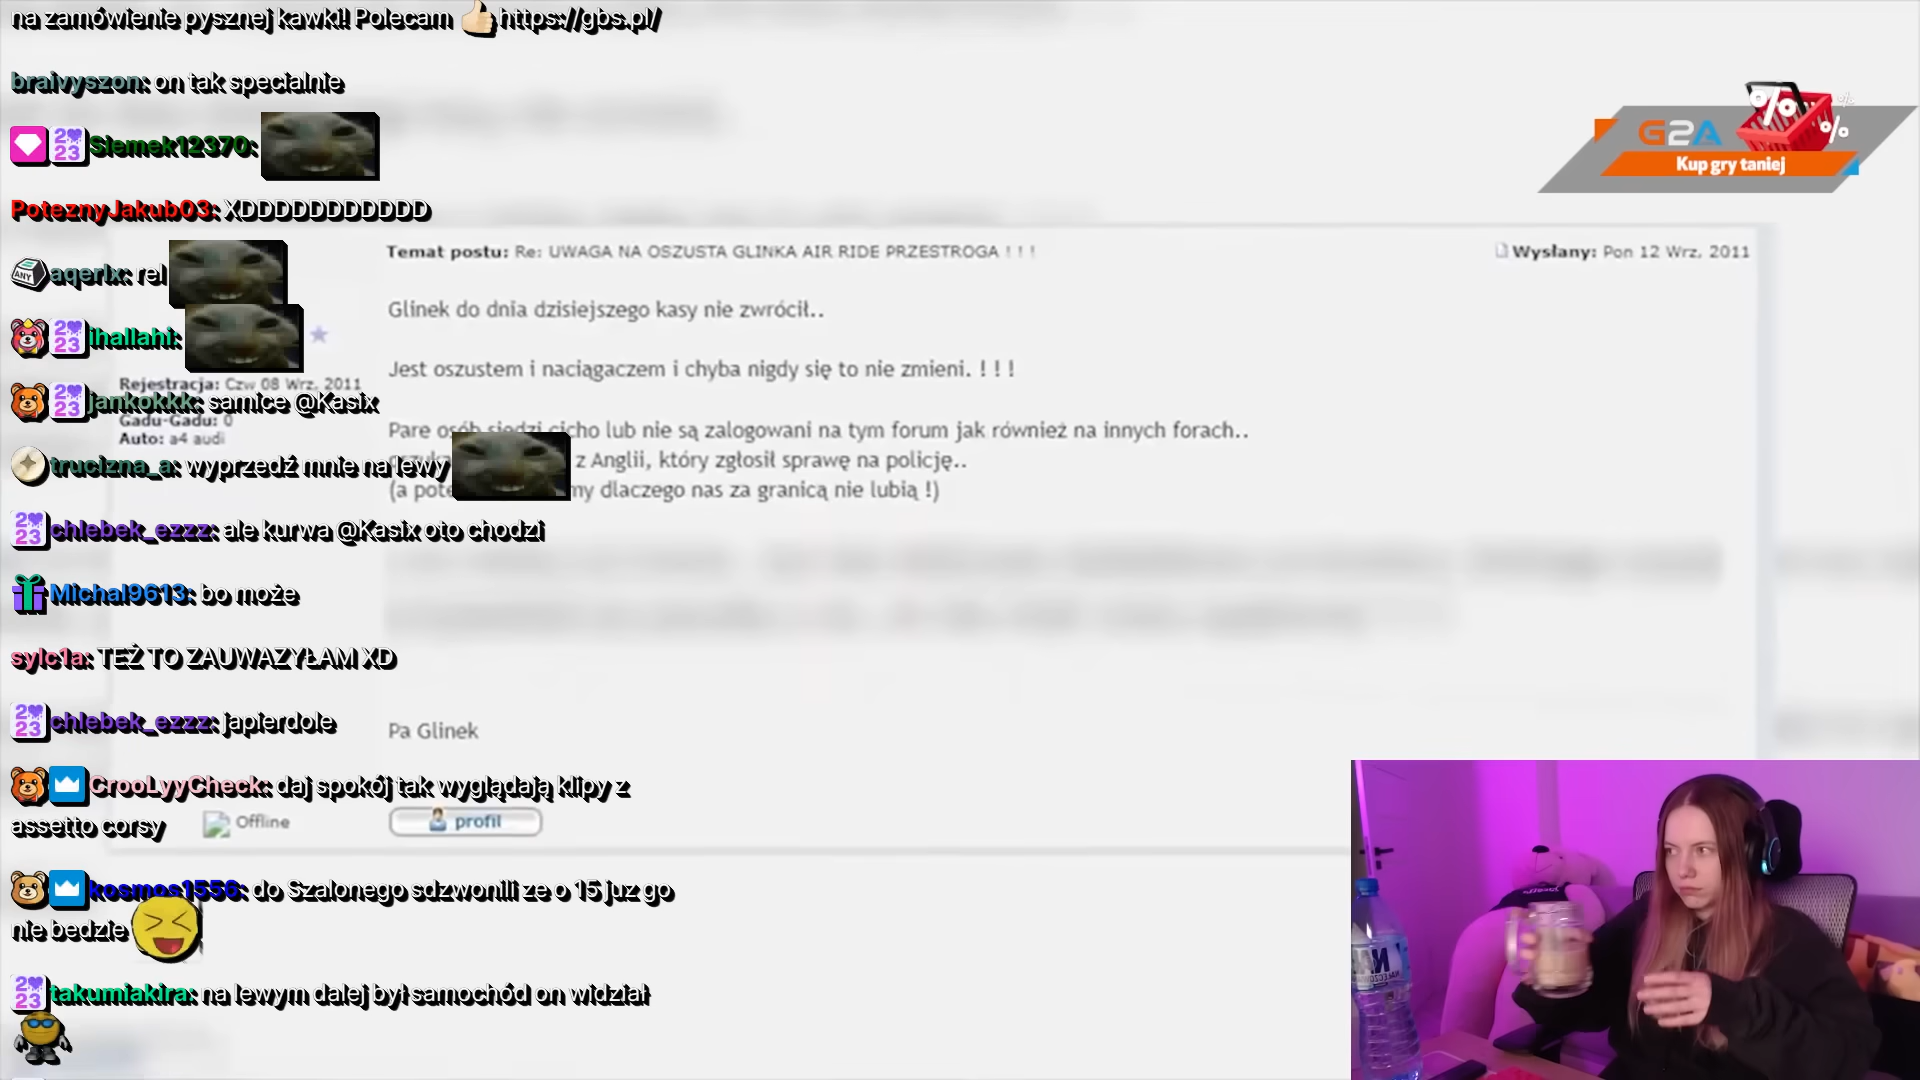 na zamówienie pysznej kawki! Polecam https://gbs.pl/
braivyszon: on tak specialnie
Siemek12370:
PoteznyJakub03: XDDDDDDDDDDD
aqerlx: rel
ihallahi:
jankokkk: samice @Kasix
trucizna_a: wyprzedź mnie na lewy
chlebek_ezzz: ale kurwa @Kasix oto chodzi
Michal9613: bo może
sylc1a: TEŻ TO ZAUWAZYŁAM XD
chlebek_ezzz: japierdole
CrooLyyCheck: daj spokój tak wyglądają klipy z
assetto corsy
kosmos1556: do Szalonego sdzwonili ze o 15 juz go
nie bedzie
takumiakira: na lewym dalej był samochód on widział
G2A
Kup gry taniej
Temat postu: Re: UWAGA NA OSZUSTA GLINKA AIR RIDE PRZESTROGA ! ! !
Wysłany: Pon 12 Wrz, 2011
Glinek do dnia dzisiejszego kasy nie zwrócił..
Jest oszustem i naciągaczem i chyba nigdy się to nie zmieni. ! ! !
Rejestracja: Czw 08 Wrz, 2011
Gadu-Gadu: 0
Auto: a4 audi
Pare osób siedzi cicho lub nie są zalogowani na tym forum jak również na innych forach..
z Anglii, który zgłosił sprawę na policję..
(a dlaczego nas za granicą nie lubią !)
Pa Glinek
Offline
profil